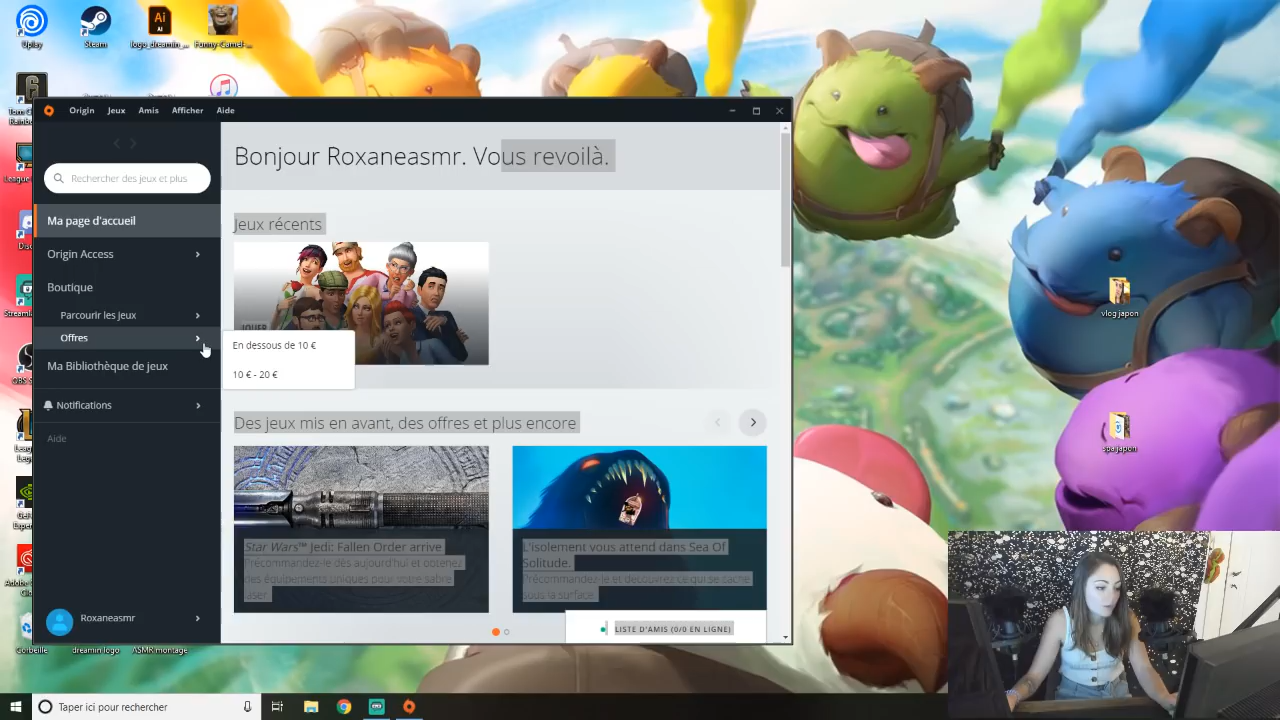 Uplay
Steam
logo_dreamin_...
Funny-Camel-...
Origin
Jeux
Amis
Afficher
Aide
Rechercher des jeux et plus
Ma page d'accueil
Origin Access
Boutique
Parcourir les jeux
Offres
Ma Bibliothèque de jeux
Notifications
Aide
Roxaneasmr
Bonjour Roxaneasmr. Vous revoilà.
Jeux récents
JOUER
En dessous de 10 €
10 € - 20 €
Des jeux mis en avant, des offres et plus encore
Star Wars™ Jedi: Fallen Order arrive
Précommandez-le dès aujourd'hui et obtenez
des équipements uniques pour votre sabre
laser.
L'isolement vous attend dans Sea Of
Solitude.
Précommandez-le et découvrez ce qui se cache
sous la surface.
LISTE D'AMIS (0/0 EN LIGNE)
vlog japon
spa japon
Corbeille
dreamin logo
ASMR montage
Taper ici pour rechercher